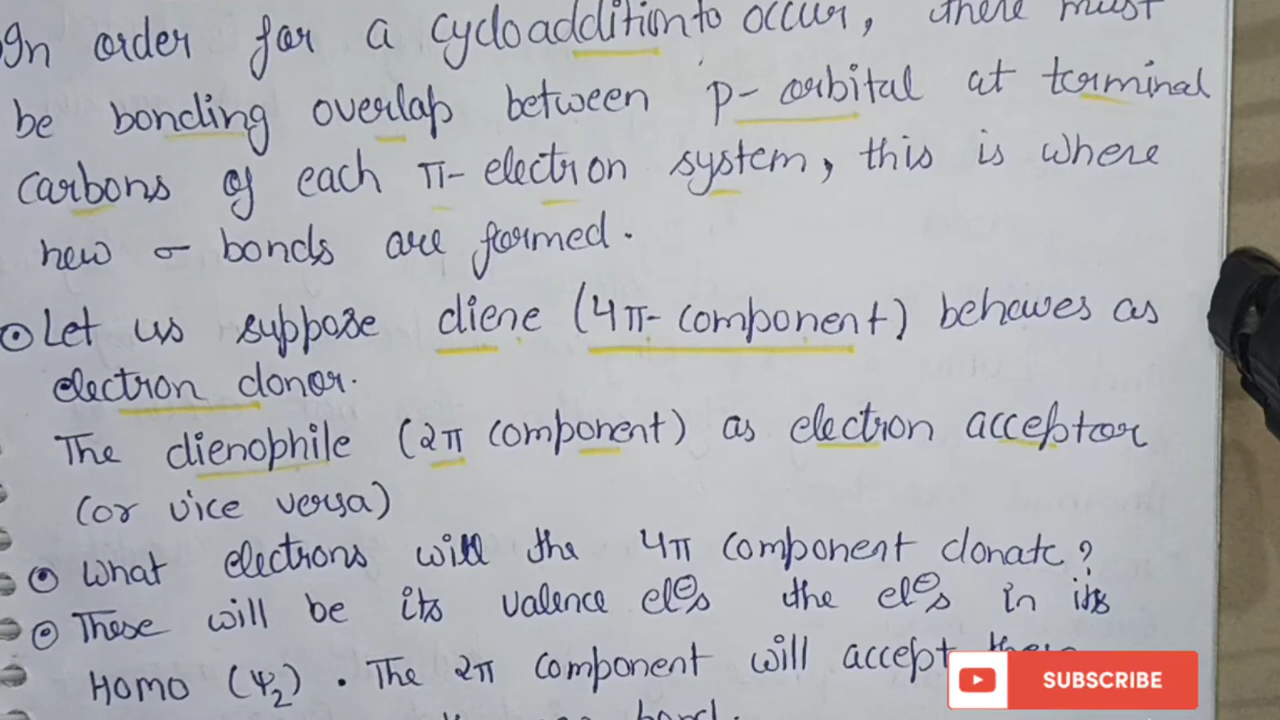 In order for a cycloaddition to occur, there must
be bonding overlap between p- orbital at terminal
carbons of each π- electron system, this is where
new σ bonds are formed.
⊙ Let us suppose diene (4π- component) behaves as
electron donor.
The dienophile (2π component) as electron acceptor
(or vice versa)
⊙ What electrons will the 4π component donate?
⊙ These will be its valence el⊖s the el⊖s in its
HOMO (Ψ2). The 2π component will accept
bond.
SUBSCRIBE